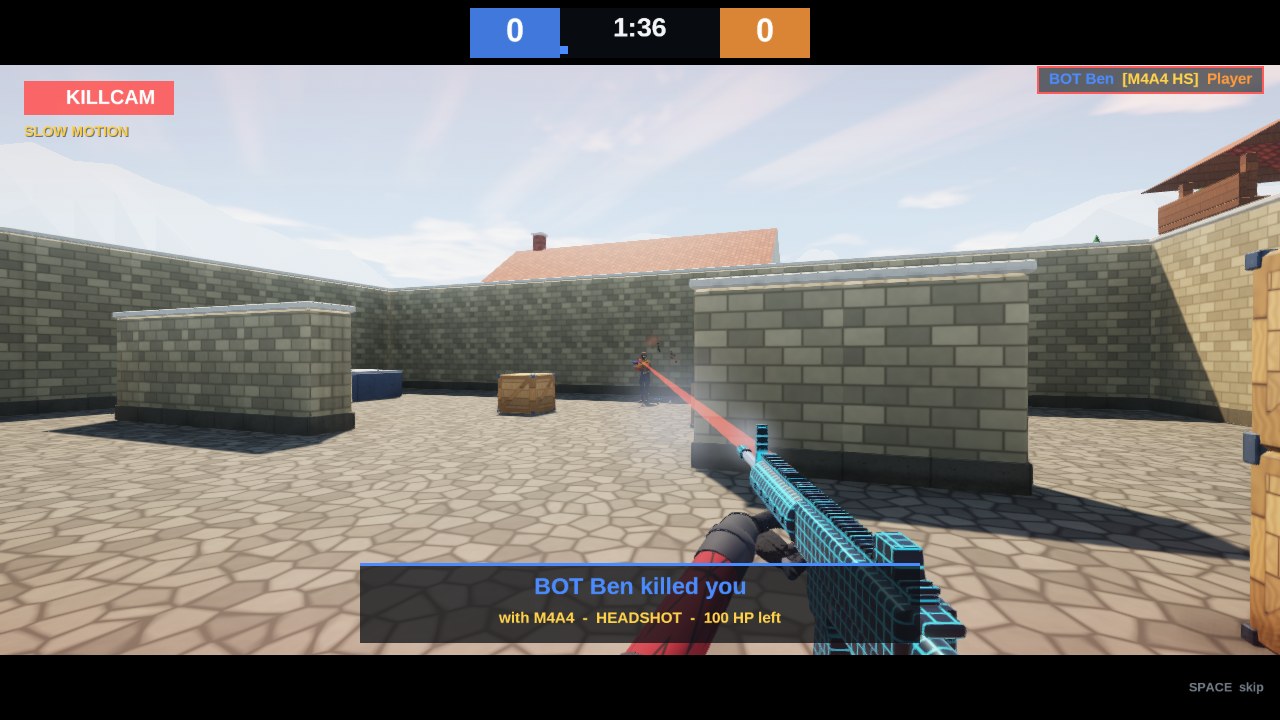 0 1:36 0
KILLCAM
SLOW MOTION
BOT Ben [M4A4 HS] Player
BOT Ben killed you
with M4A4 - HEADSHOT - 100 HP left
SPACE skip